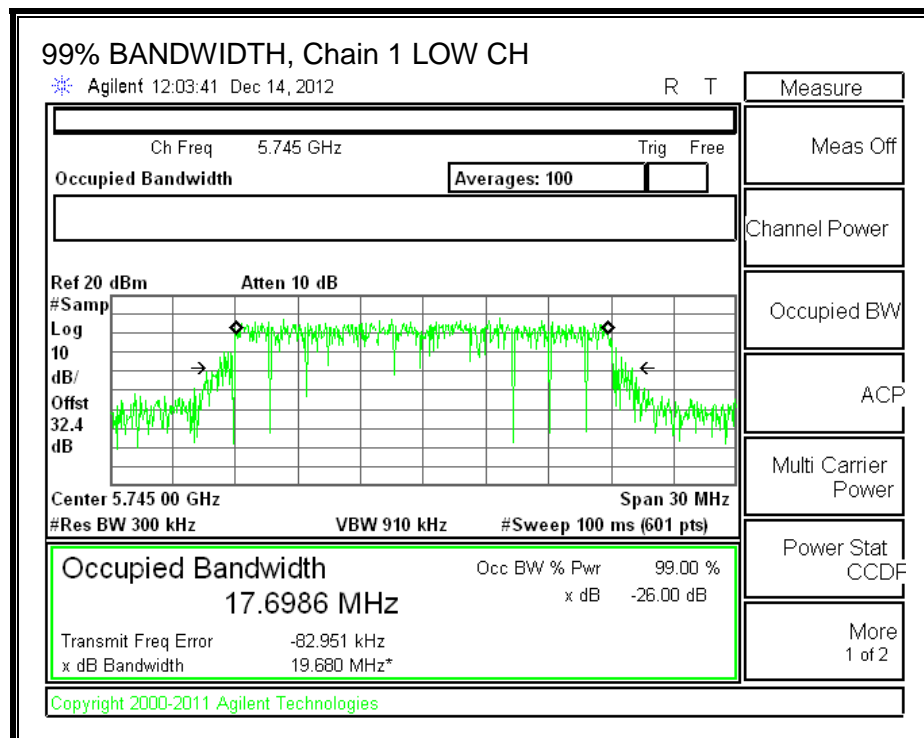 99% BANDWIDTH, Chain 1 LOW CH
Agilent 12:03:41 Dec 14, 2012 R T
Measure
Ch Freq 5.745 GHz Trig Free
Meas Off
Occupied Bandwidth Averages: 100
Channel Power
Ref 20 dBm Atten 10 dB
#Samp
Log
10
dB/
Offst
32.4
dB
Occupied BW
ACP
Multi Carrier
Power
Center 5.745 00 GHz Span 30 MHz
#Res BW 300 kHz VBW 910 kHz #Sweep 100 ms (601 pts)
Power Stat
CCDF
Occupied Bandwidth Occ BW % Pwr 99.00 %
17.6986 MHz x dB -26.00 dB
Transmit Freq Error -82.951 kHz
x dB Bandwidth 19.680 MHz*
More
1 of 2
Copyright 2000-2011 Agilent Technologies